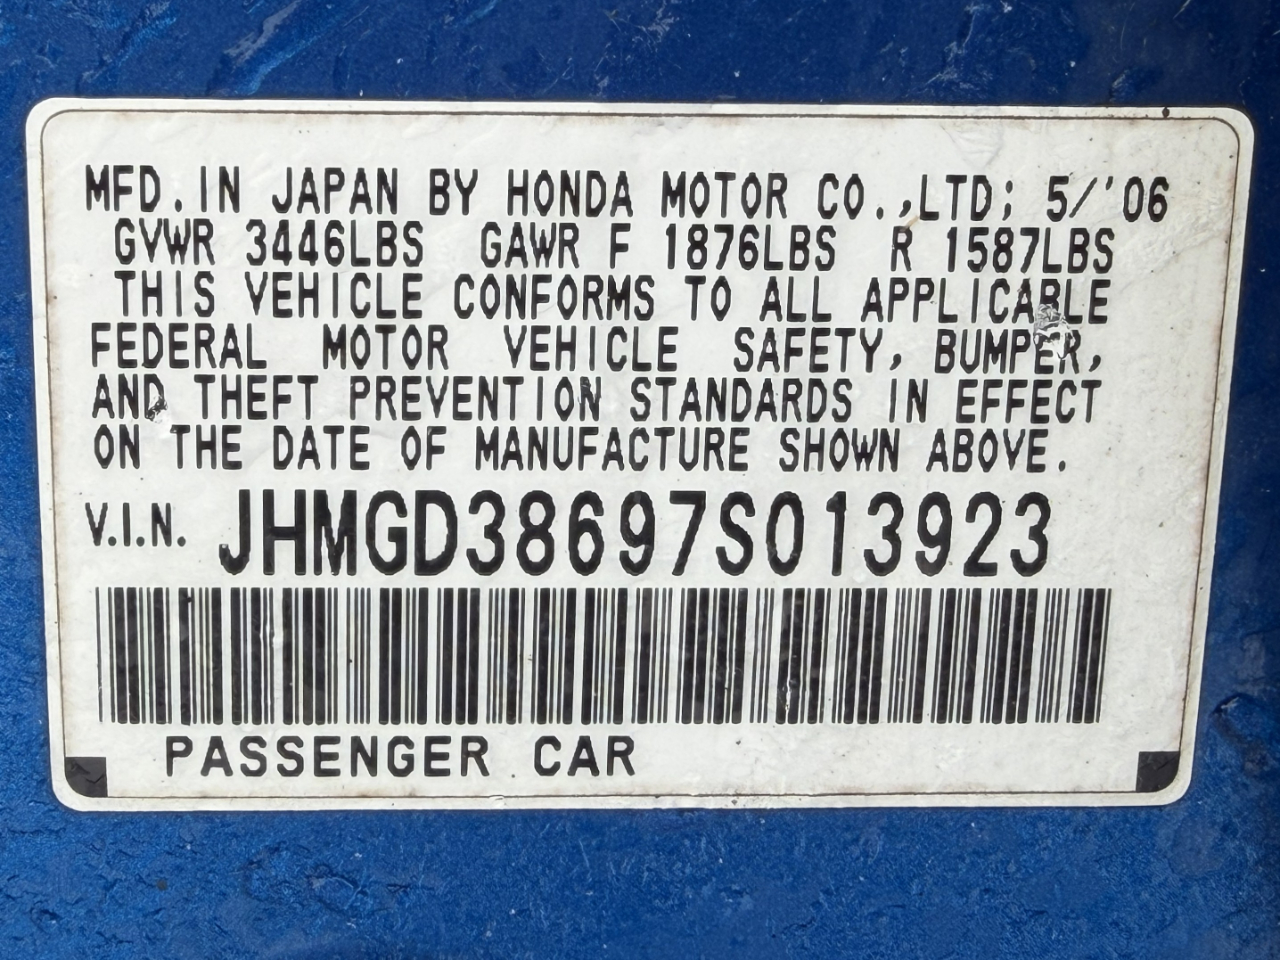 MFD. IN JAPAN BY HONDA MOTOR CO.,LTD; 5/'06
GVWR 3446LBS GAWR F 1876LBS R 1587LBS
THIS VEHICLE CONFORMS TO ALL APPLICABLE
FEDERAL MOTOR VEHICLE SAFETY, BUMPER,
AND THEFT PREVENTION STANDARDS IN EFFECT
ON THE DATE OF MANUFACTURE SHOWN ABOVE.
V.I.N. JHMGD38697S013923
PASSENGER CAR